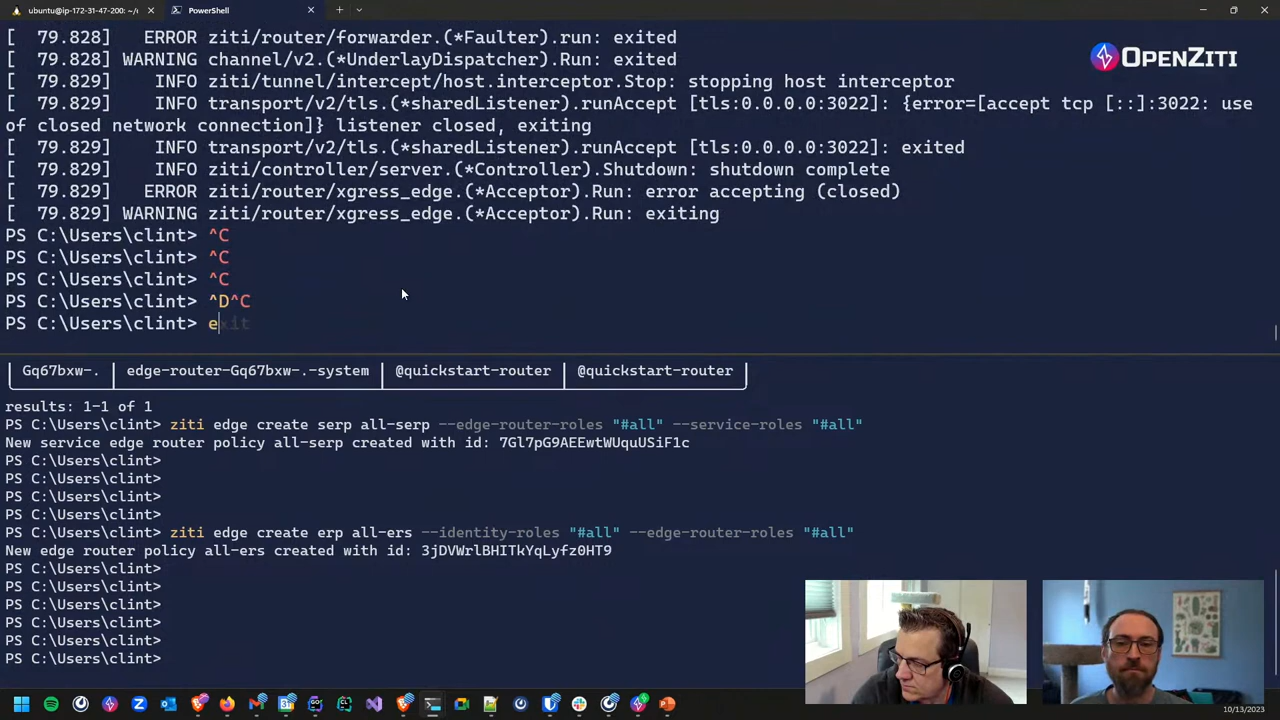 ubuntu@ip-172-31-47-200: ~/
PowerShell
[  79.828]   ERROR ziti/router/forwarder.(*Faulter).run: exited
[  79.828] WARNING channel/v2.(*UnderlayDispatcher).Run: exited
[  79.828]    INFO ziti/tunnel/intercept/host.interceptor.Stop: stopping host interceptor
[  79.829]    INFO transport/v2/tls.(*sharedListener).runAccept [tls:0.0.0.0:3022]: {error=[accept tcp [::]:3022: use
of closed network connection]} listener closed, exiting
[  79.829]    INFO transport/v2/tls.(*sharedListener).runAccept [tls:0.0.0.0:3022]: exited
[  79.829]    INFO ziti/controller/server.(*Controller).Shutdown: shutdown complete
[  79.829]   ERROR ziti/router/xgress_edge.(*Acceptor).Run: error accepting (closed)
[  79.829] WARNING ziti/router/xgress_edge.(*Acceptor).Run: exiting
PS C:\Users\clint> ^C
PS C:\Users\clint> ^C
PS C:\Users\clint> ^C
PS C:\Users\clint> ^D^C
PS C:\Users\clint> exit
OPENZITI
Gq67bxw-. | edge-router-Gq67bxw-.-system | @quickstart-router | @quickstart-router
results: 1-1 of 1
PS C:\Users\clint> ziti edge create serp all-serp --edge-router-roles "#all" --service-roles "#all"
New service edge router policy all-serp created with id: 7Gl7pG9AEEwtWUquUSiF1c
PS C:\Users\clint>
PS C:\Users\clint>
PS C:\Users\clint>
PS C:\Users\clint>
PS C:\Users\clint> ziti edge create erp all-ers --identity-roles "#all" --edge-router-roles "#all"
New edge router policy all-ers created with id: 3jDVWrlBHITkYqLyfz0HT9
PS C:\Users\clint>
PS C:\Users\clint>
PS C:\Users\clint>
PS C:\Users\clint>
PS C:\Users\clint>
PS C:\Users\clint>
10/13/2023